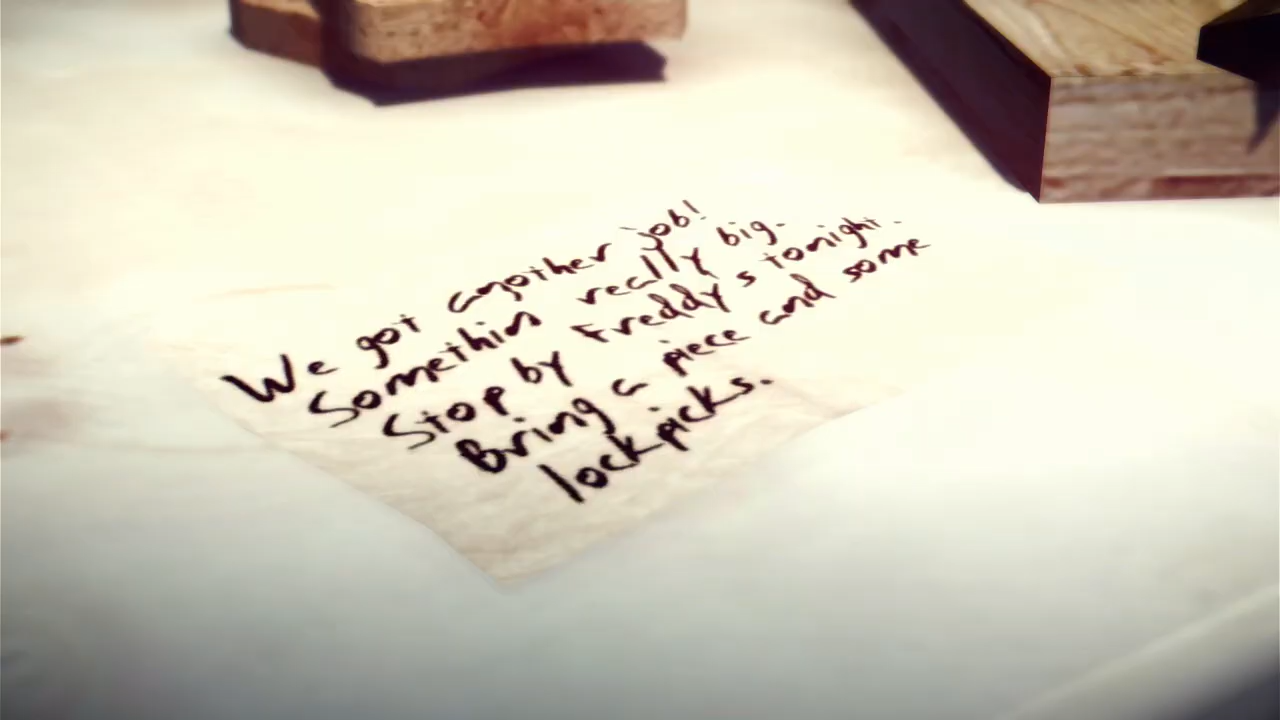 We got another job!
Somethin really big.
Stop by Freddy's tonight.
Bring a piece and some
lockpicks.